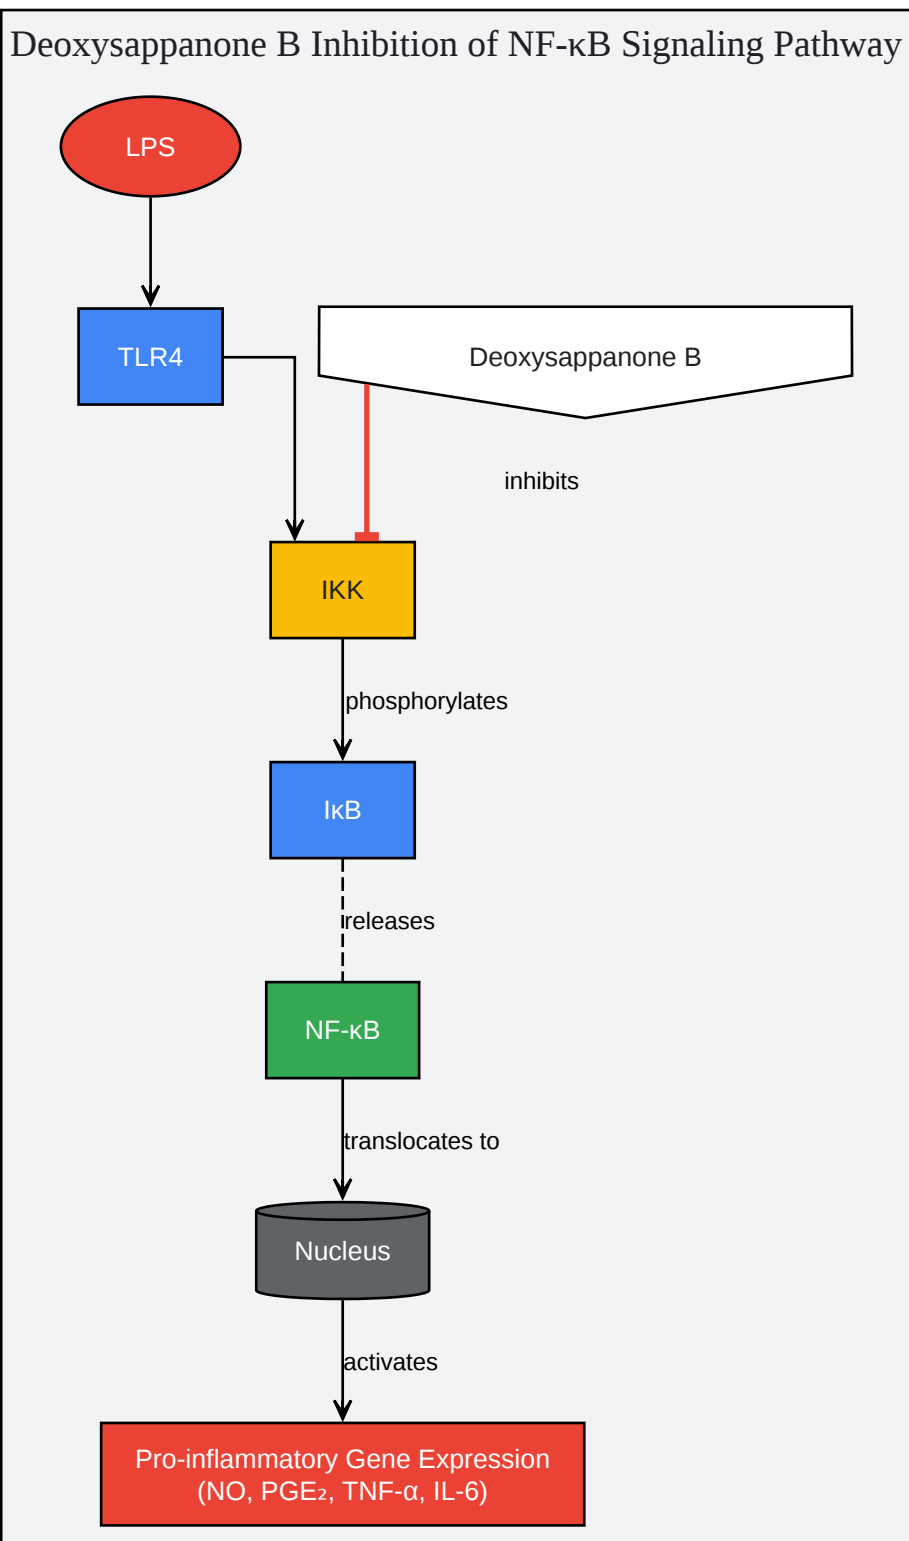 Deoxysappanone B Inhibition of NF-κB Signaling Pathway
LPS
TLR4
Deoxysappanone B
inhibits
IKK
phosphorylates
IκB
releases
NF-κB
translocates to
Nucleus
activates
Pro-inflammatory Gene Expression
(NO, PGE₂, TNF-α, IL-6)